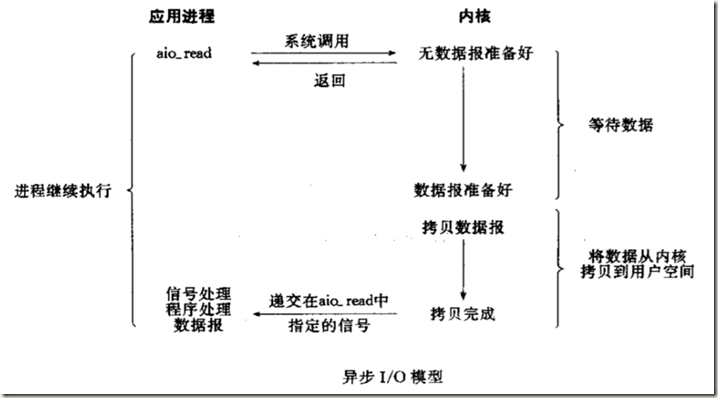 应用进程
内核
aio_read
系统调用
无数据报准备好
返回
等待数据
进程继续执行
数据报准备好
拷贝数据报
将数据从内核
拷贝到用户空间
信号处理
程序处理
数据报
递交在aio_read中
指定的信号
拷贝完成
异步 I/O 模型